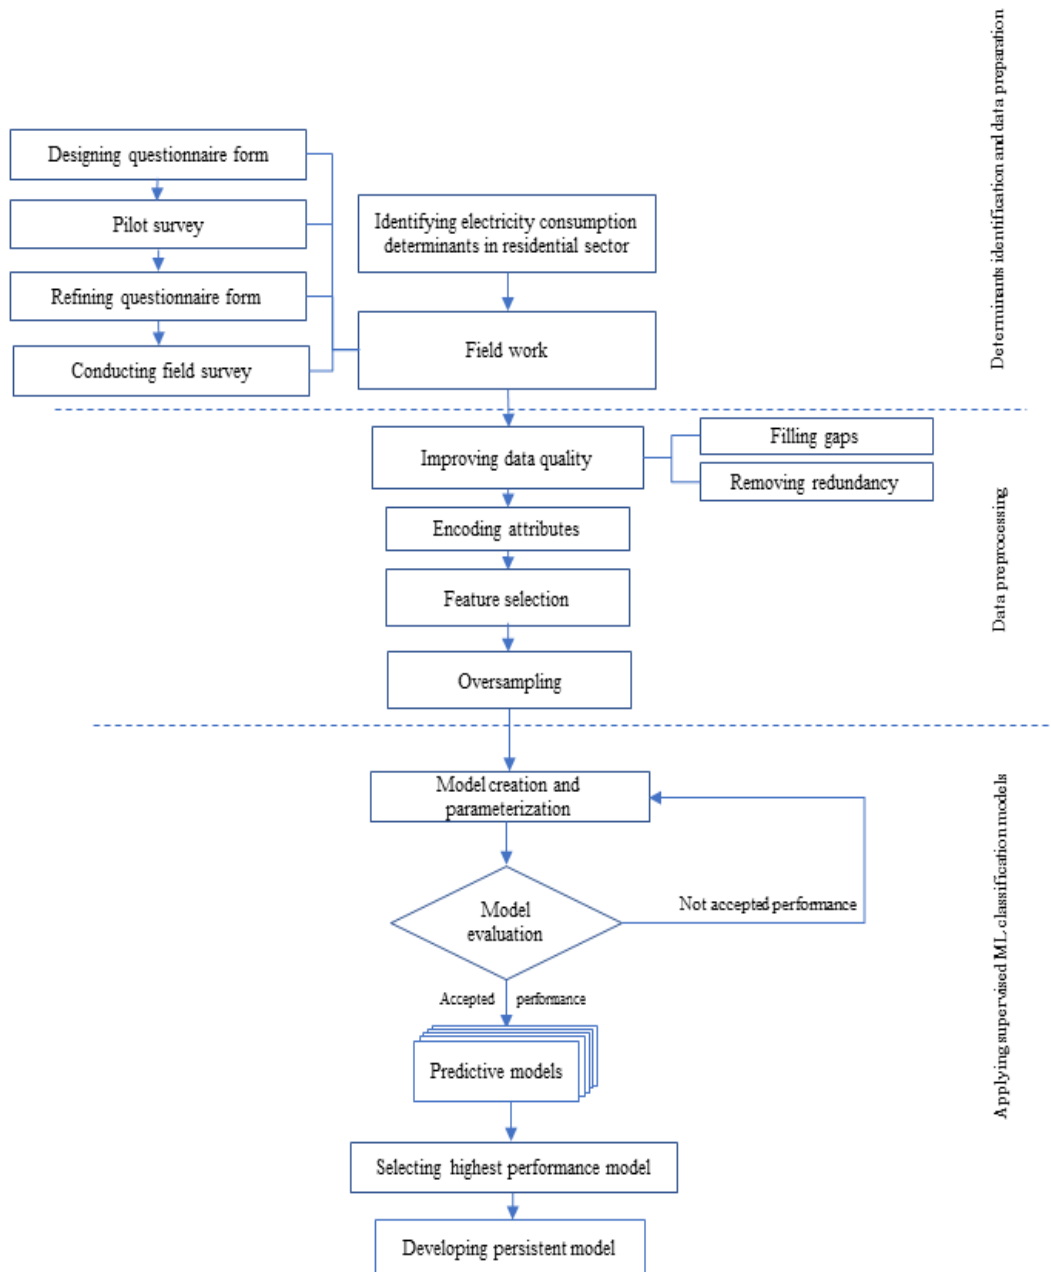 Determinants identification and data preparation
Designing questionnaire form
Pilot survey
Refining questionnaire form
Conducting field survey
Identifying electricity consumption
determinants in residential sector
Field work
Improving data quality
Filling gaps
Removing redundancy
Encoding attributes
Feature selection
Oversampling
Data preprocessing
Model creation and
parameterization
Model
evaluation
Not accepted performance
Accepted performance
Predictive models
Selecting highest performance model
Developing persistent model
Applying supervised ML classification models